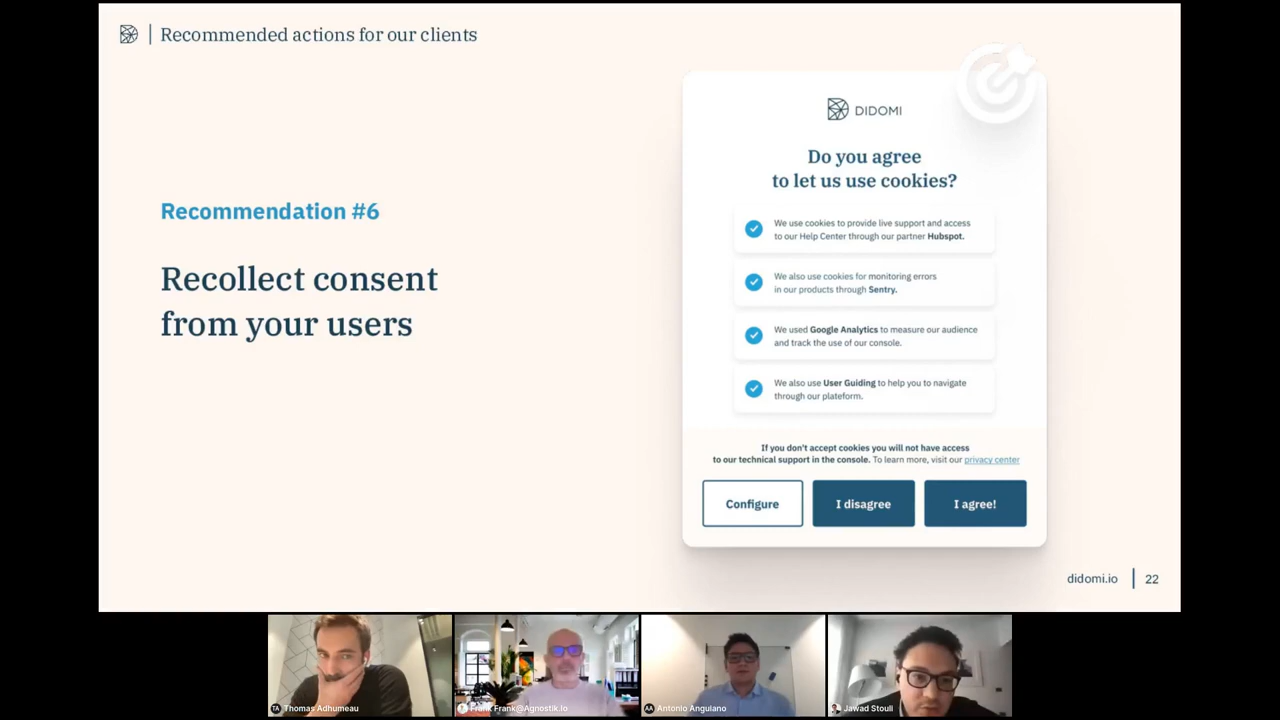 Recommended actions for our clients
DIDOMI
Do you agree
to let us use cookies?
Recommendation #6
Recollect consent
from your users
We use cookies to provide live support and access
to our Help Center through our partner Hubspot.
We also use cookies for monitoring errors
in our products through Sentry.
We used Google Analytics to measure our audience
and track the use of our console.
We also use User Guiding to help you to navigate
through our plateform.
If you don't accept cookies you will not have access
to our technical support in the console. To learn more, visit our privacy center
Configure
I disagree
I agree!
didomi.io
22
TA Thomas Adhumeau
Frank Frank@Agnostik.io
AA Antonio Anguiano
Jawad Stouli